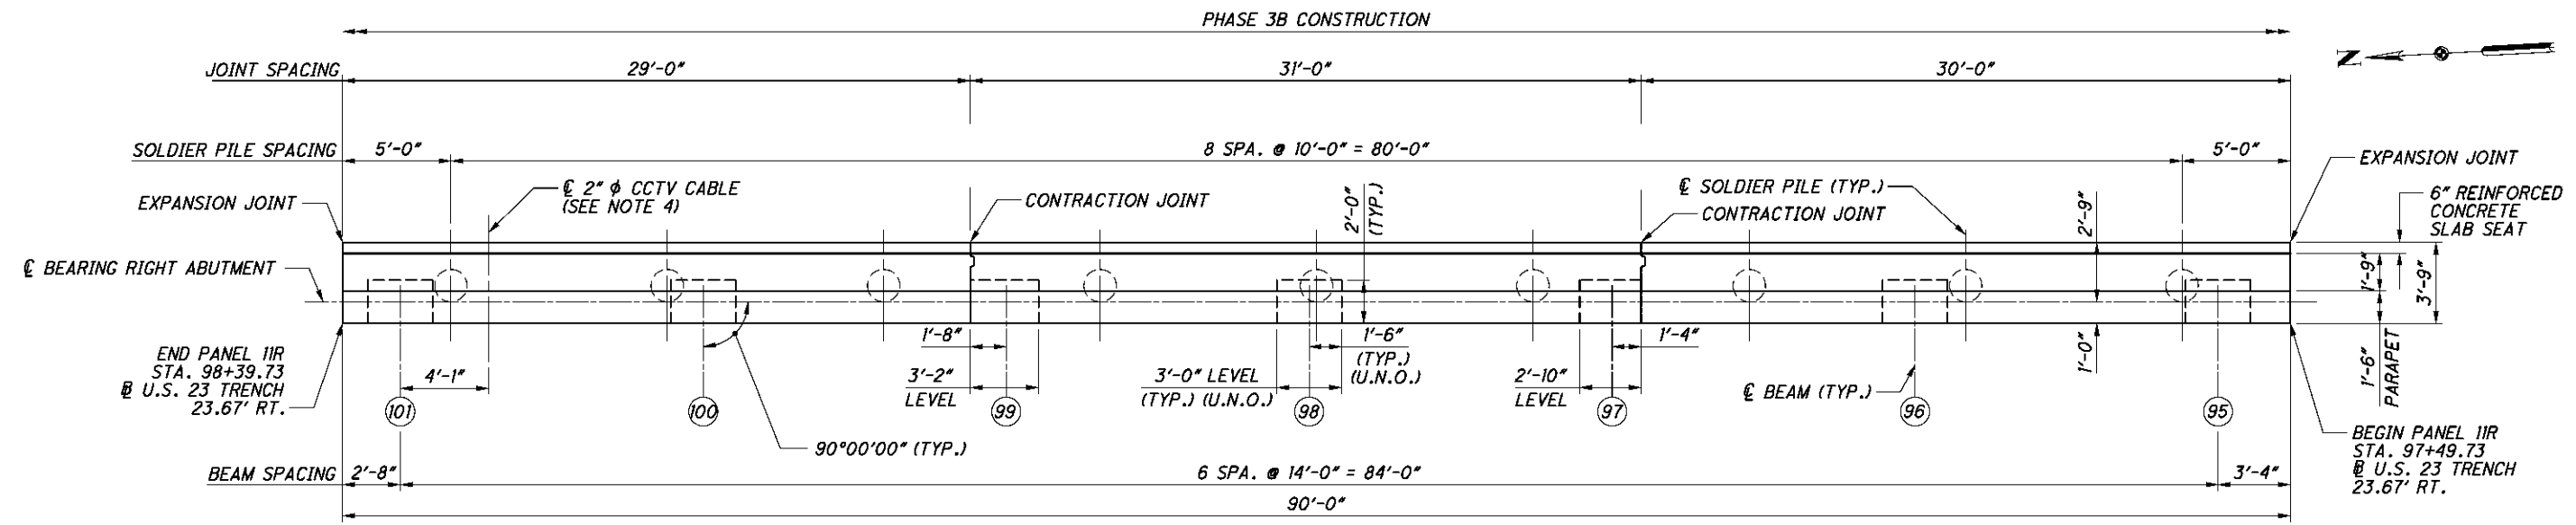 PHASE 3B CONSTRUCTION
N
JOINT SPACING
29'-0"
31'-0"
30'-0"
SOLDIER PILE SPACING
5'-0"
8 SPA. @ 10'-0" = 80'-0"
5'-0"
EXPANSION JOINT
℄ 2" ϕ CCTV CABLE
(SEE NOTE 4)
CONTRACTION JOINT
2'-0"
(TYP.)
℄ SOLDIER PILE (TYP.)
CONTRACTION JOINT
2'-9"
EXPANSION JOINT
6" REINFORCED
CONCRETE
SLAB SEAT
℄ BEARING RIGHT ABUTMENT
1'-9"
3'-9"
END PANEL 11R
STA. 98+39.73
B U.S. 23 TRENCH
23.67' RT.
4'-1"
90°00'00" (TYP.)
1'-8"
3'-2"
LEVEL
1'-6"
(TYP.)
(U.N.O.)
3'-0" LEVEL
(TYP.) (U.N.O.)
1'-4"
2'-10"
LEVEL
℄ BEAM (TYP.)
1'-0"
1'-6"
PARAPET
101
100
99
98
97
96
95
BEGIN PANEL 11R
STA. 97+49.73
B U.S. 23 TRENCH
23.67' RT.
BEAM SPACING
2'-8"
6 SPA. @ 14'-0" = 84'-0"
3'-4"
90'-0"